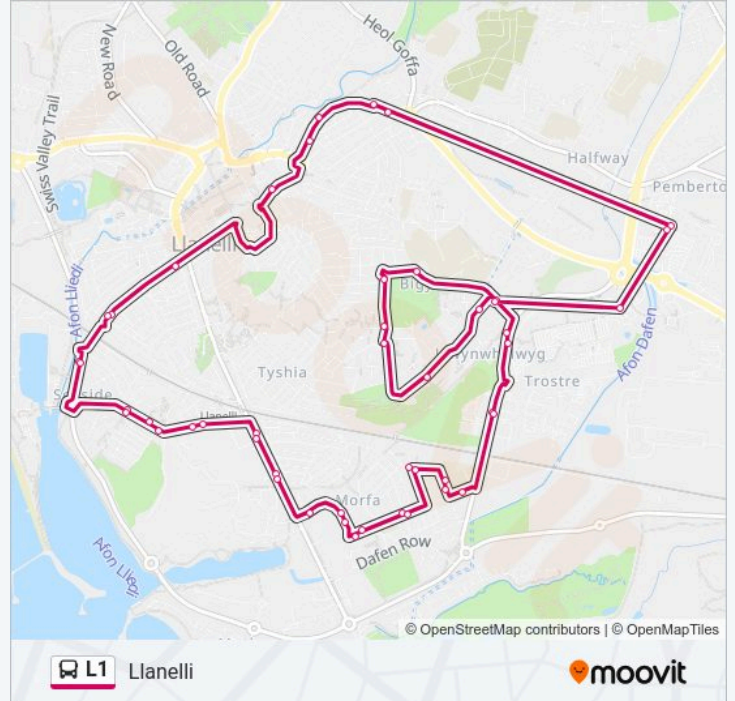 New Road
Old Road
Heol Goffa
Swiss Valley Trail
Halfway
Pemberto
Llanelli
Afon Lliedi
Tyshia
Trostre
Afon Dafen
Llanelli
Morfa
Dafen Row
Afon Lliedi
© OpenStreetMap contributors | © OpenMapTiles
L1 Llanelli
moovit